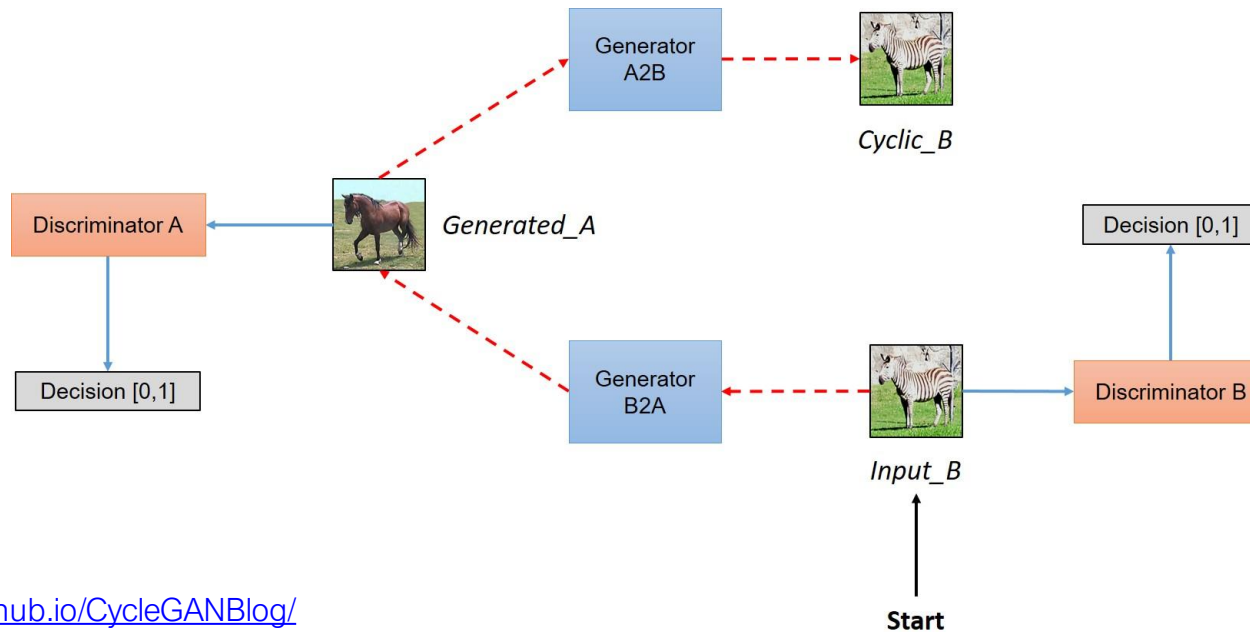 Generator
A2B
Cyclic_B
Discriminator A
Generated_A
Decision [0,1]
Decision [0,1]
Generator
B2A
Discriminator B
Input_B
hub.io/CycleGANBlog/
Start